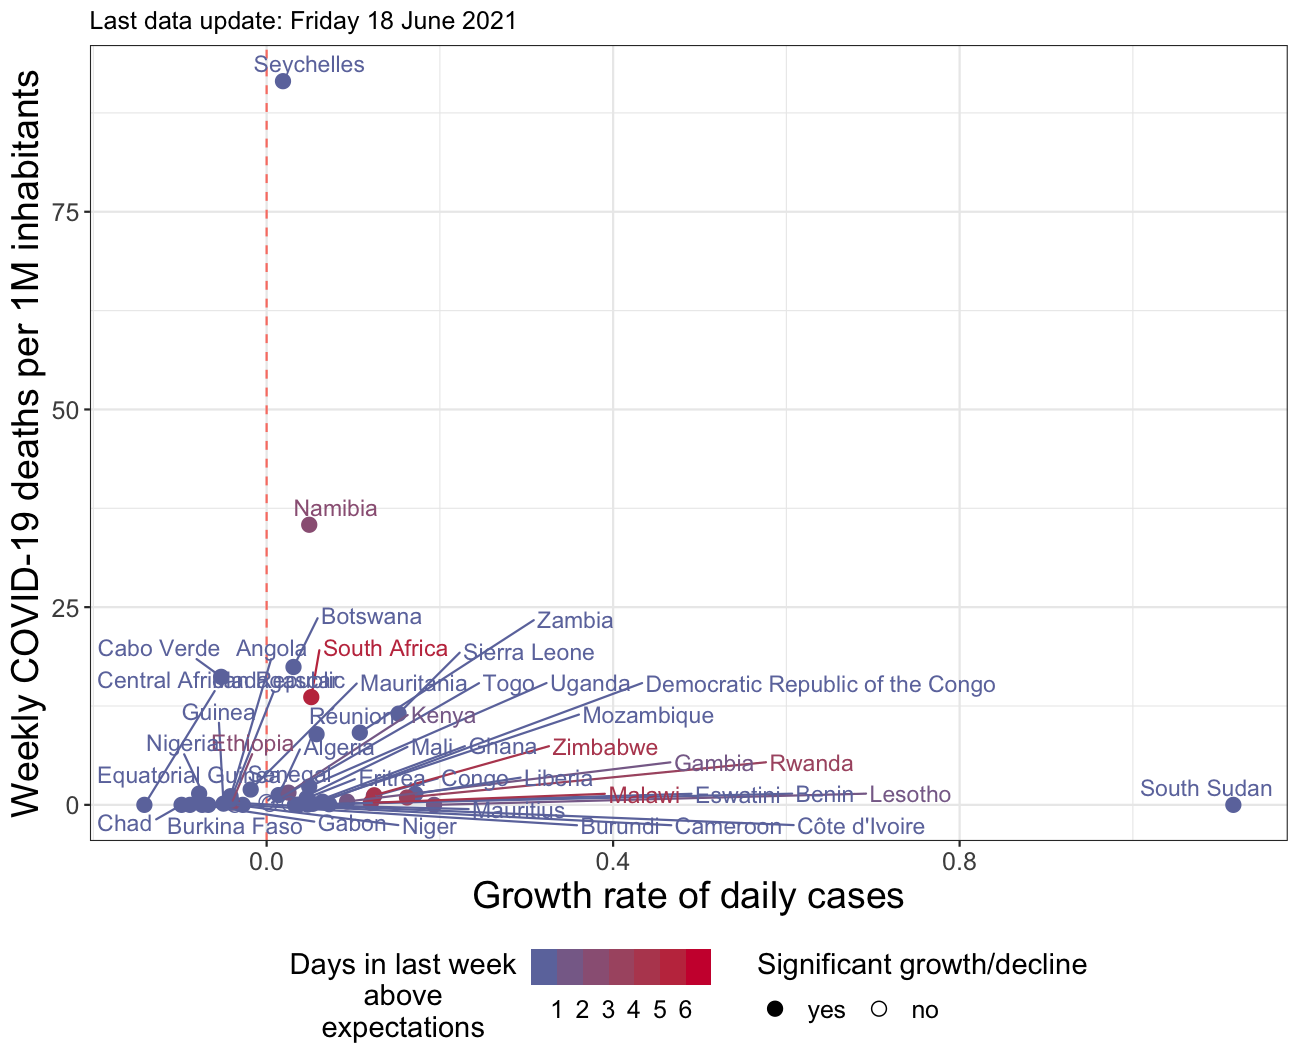 Last data update: Friday 18 June 2021
Weekly COVID-19 deaths per 1M inhabitants
75
50
25
0
Seychelles
Namibia
Botswana
Zambia
Cabo Verde
Angola
South Africa
Sierra Leone
Central African Republic
Madagascar
Mauritania
Togo
Uganda
Democratic Republic of the Congo
Guinea
Reunion
Kenya
Mozambique
Nigeria
Ethiopia
Algeria
Mali
Ghana
Zimbabwe
Gambia
Rwanda
Equatorial Guinea
Senegal
Eritrea
Congo
Liberia
South Sudan
Malawi
Eswatini
Benin
Lesotho
Mauritius
Chad
Burkina Faso
Gabon
Niger
Burundi
Cameroon
Côte d'Ivoire
0.0
0.4
0.8
Growth rate of daily cases
Days in last week
above
expectations
1 2 3 4 5 6
Significant growth/decline
yes
no